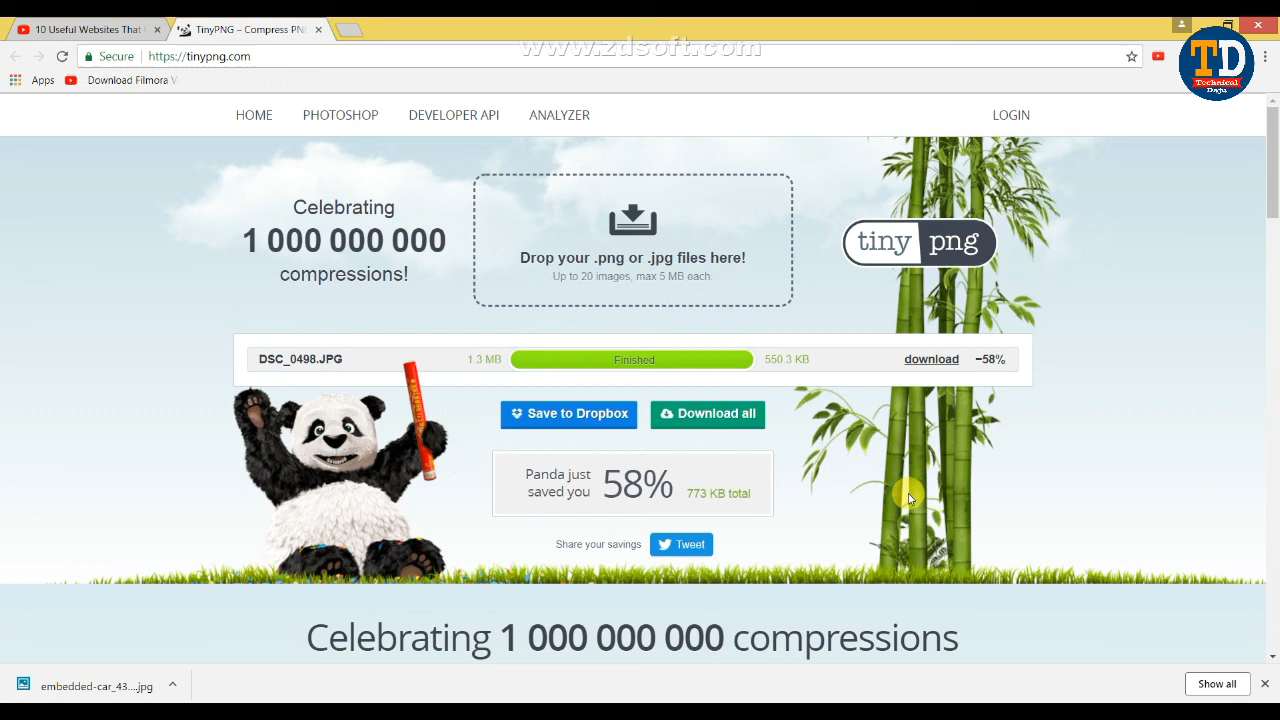 10 Useful Websites That
TinyPNG – Compress PN
www.zdsoft.com
Secure
https://tinypng.com
TD
Technical
Duju
Apps
Download Filmora V
HOME
PHOTOSHOP
DEVELOPER API
ANALYZER
LOGIN
Celebrating
1 000 000 000
compressions!
Drop your .png or .jpg files here!
Up to 20 images, max 5 MB each.
tiny png
DSC_0498.JPG
1.3 MB
Finished
550.3 KB
download
−58%
Save to Dropbox
Download all
Panda just
saved you
58%
773 KB total
Share your savings
Tweet
Celebrating 1 000 000 000 compressions
embedded-car_43....jpg
Show all